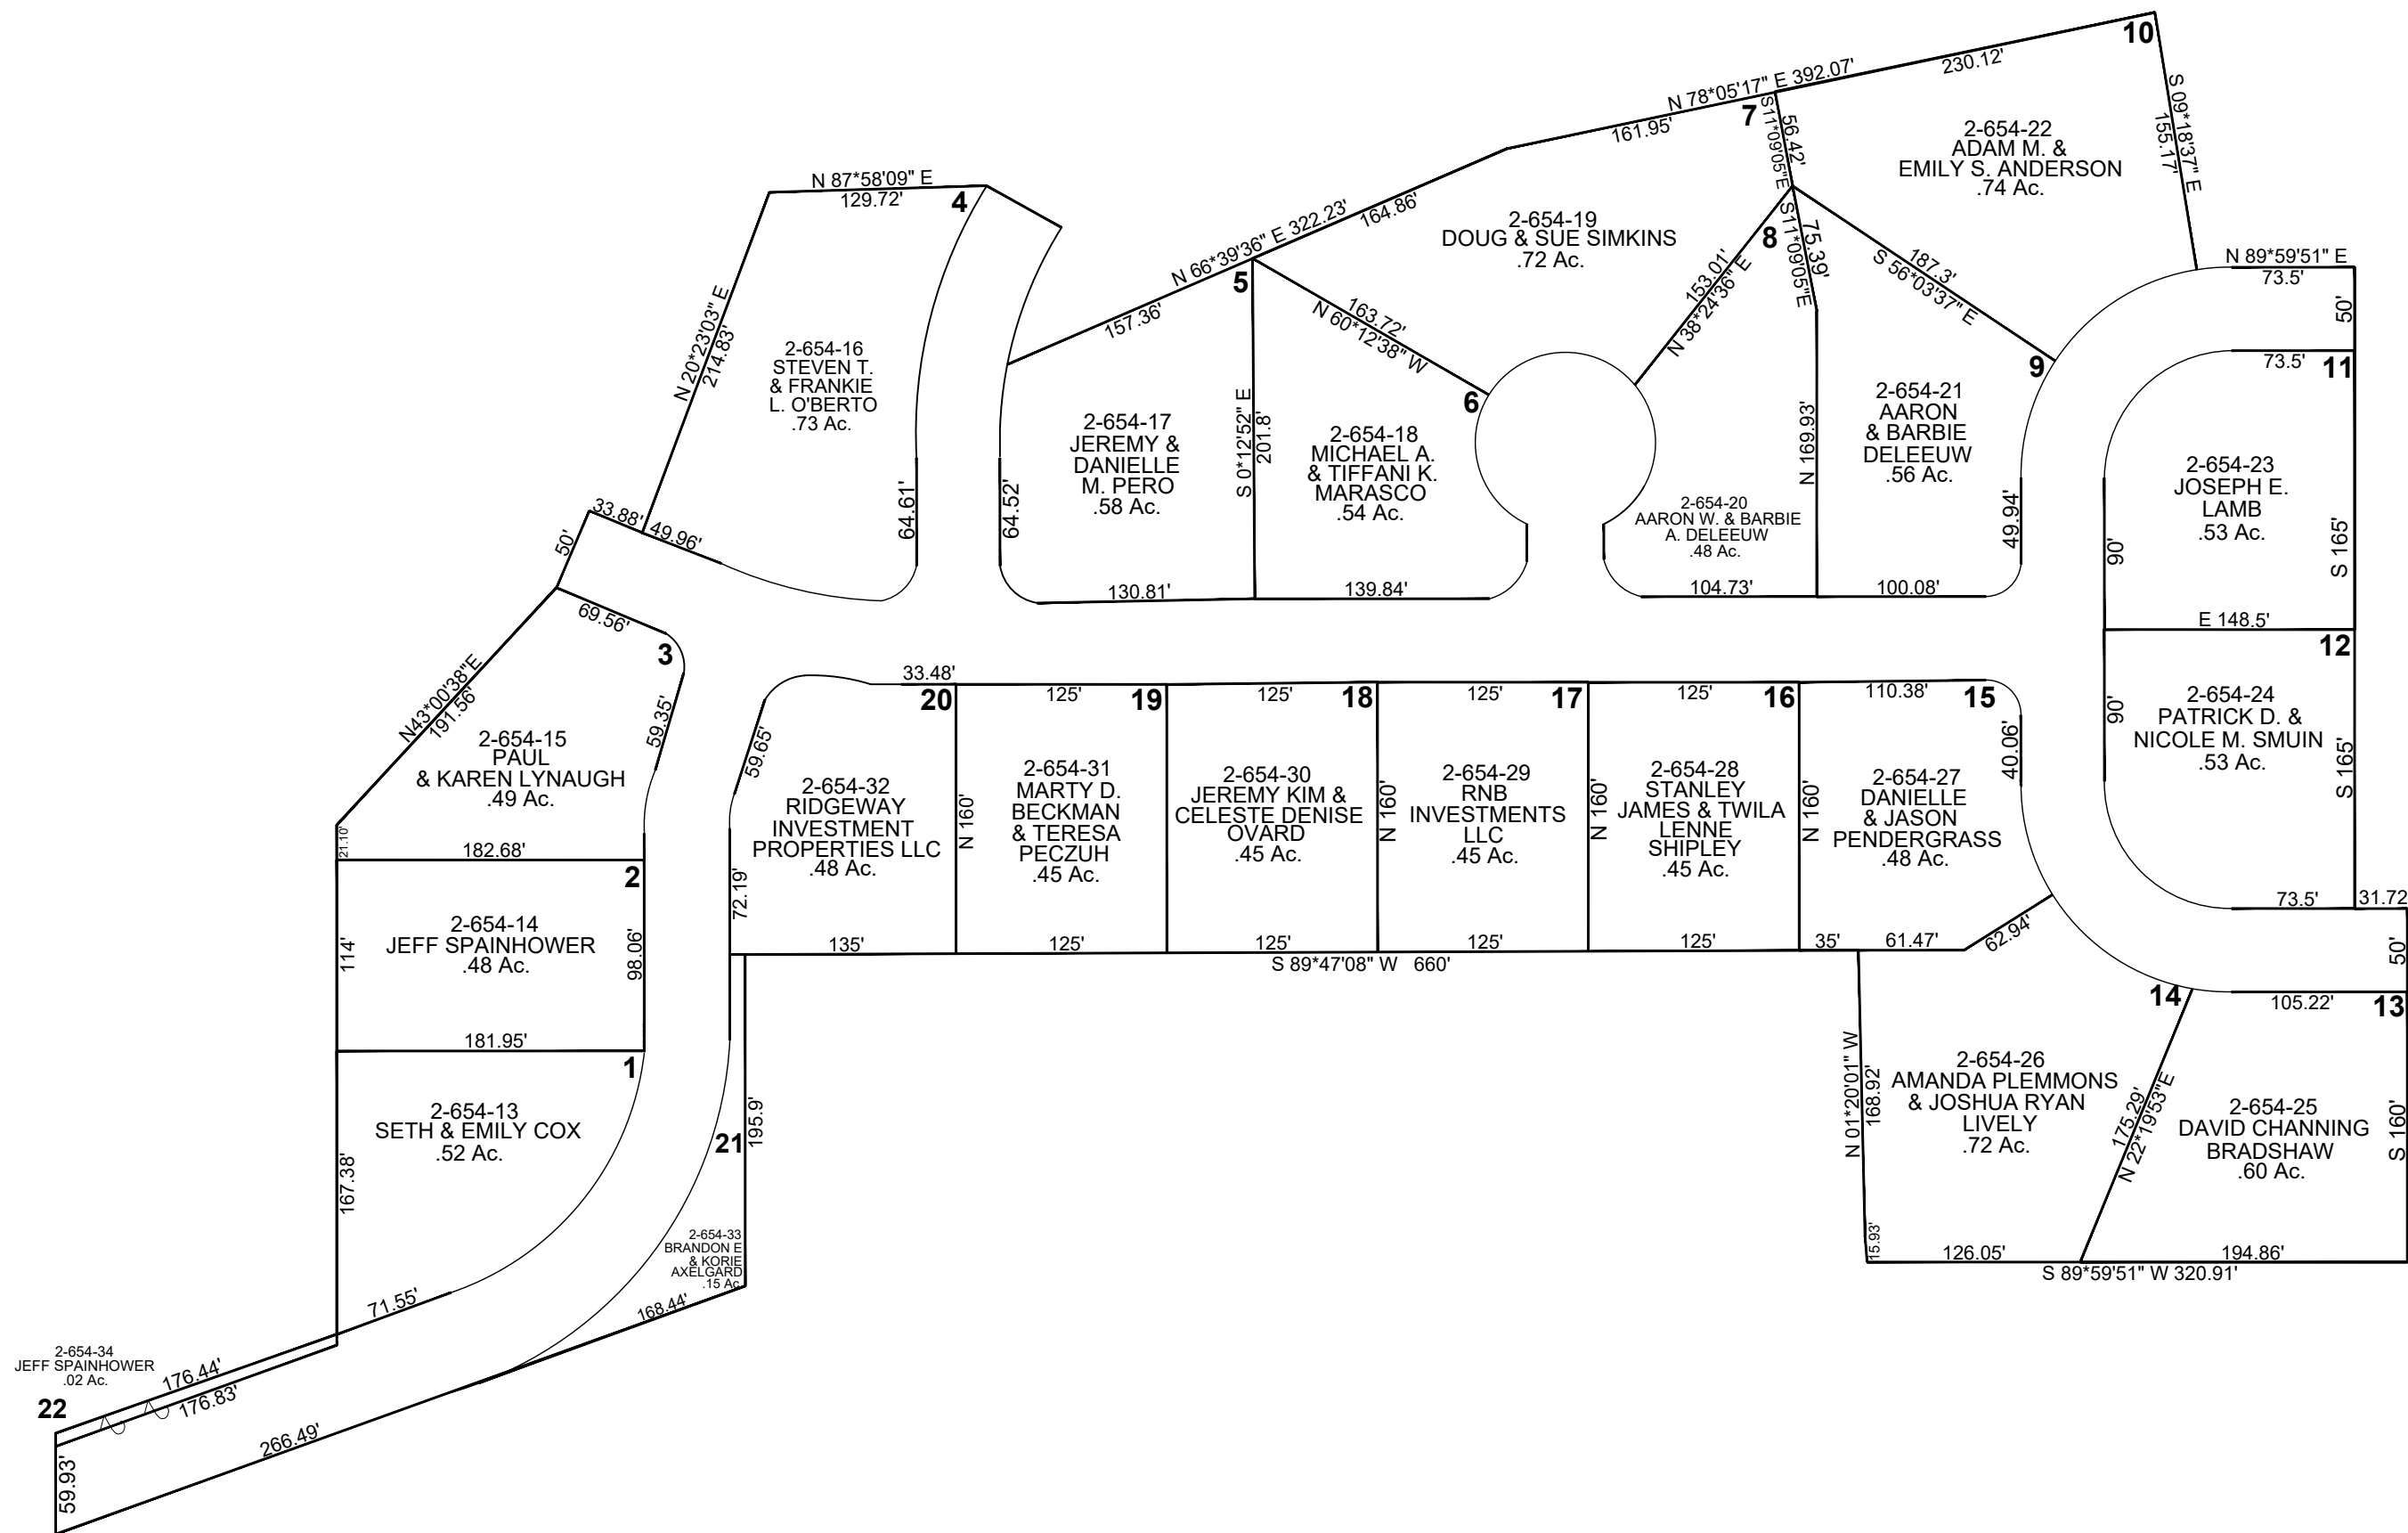 10
230.12'
N 78*05'17" E 392.07'
7
161.95'
S11*09'05"E
56.42'
S 09*18'37" E
155.17'
2-654-22
ADAM M. &
EMILY S. ANDERSON
.74 Ac.
N 87*58'09" E
129.72'
4
N 66*39'36" E 322.23'
164.86'
157.36'
5
2-654-19
DOUG & SUE SIMKINS
.72 Ac.
8
S11*09'05"E
75.39'
153.01'
N 38*24'36" E
187.3'
S 56*03'37" E
N 89*59'51" E
73.5'
50'
73.5'
11
9
N 20*23'03" E
214.83'
2-654-16
STEVEN T.
& FRANKIE
L. O'BERTO
.73 Ac.
163.72'
N 60*12'38" W
6
2-654-17
JEREMY &
DANIELLE
M. PERO
.58 Ac.
S 0*12'52" E
201.8'
2-654-18
MICHAEL A.
& TIFFANI K.
MARASCO
.54 Ac.
2-654-20
AARON W. & BARBIE
A. DELEEUW
.48 Ac.
N 169.93'
2-654-21
AARON
& BARBIE
DELEEUW
.56 Ac.
2-654-23
JOSEPH E.
LAMB
.53 Ac.
64.61'
64.52'
49.94'
90'
S 165'
33.88'
49.96'
50'
69.56'
3
130.81'
139.84'
104.73'
100.08'
E 148.5'
12
N43*00'38"E
191.56'
59.35'
2-654-15
PAUL
& KAREN LYNAUGH
.49 Ac.
21.10'
182.68'
2
33.48'
20
125'
19
125'
18
125'
17
125'
16
110.38'
15
40.06'
90'
2-654-24
PATRICK D. &
NICOLE M. SMUIN
.53 Ac.
S 165'
59.65'
2-654-32
RIDGEWAY
INVESTMENT
PROPERTIES LLC
.48 Ac.
N 160'
2-654-31
MARTY D.
BECKMAN
& TERESA
PECZUH
.45 Ac.
2-654-30
JEREMY KIM &
CELESTE DENISE
OVARD
.45 Ac.
N 160'
2-654-29
RNB
INVESTMENTS
LLC
.45 Ac.
N 160'
2-654-28
STANLEY
JAMES & TWILA
LENNE
SHIPLEY
.45 Ac.
N 160'
2-654-27
DANIELLE
& JASON
PENDERGRASS
.48 Ac.
72.19'
135'
125'
125'
125'
125'
35'
61.47'
62.94'
S 89*47'08" W 660'
73.5'
31.72
50'
105.22'
13
14
114'
2-654-14
JEFF SPAINHOWER
.48 Ac.
98.06'
181.95'
1
2-654-13
SETH & EMILY COX
.52 Ac.
167.38'
71.55'
21
195.9'
2-654-33
BRANDON E
& KORIE
AXELGARD
.15 Ac.
168.44'
N 01*20'01" W
168.92'
15.93'
2-654-26
AMANDA PLEMMONS
& JOSHUA RYAN
LIVELY
.72 Ac.
175.29'
N 22*19'53"E
2-654-25
DAVID CHANNING
BRADSHAW
.60 Ac.
S 160'
126.05'
194.86'
S 89*59'51" W 320.91'
2-654-34
JEFF SPAINHOWER
.02 Ac.
22
176.44'
176.83'
266.49'
59.93'